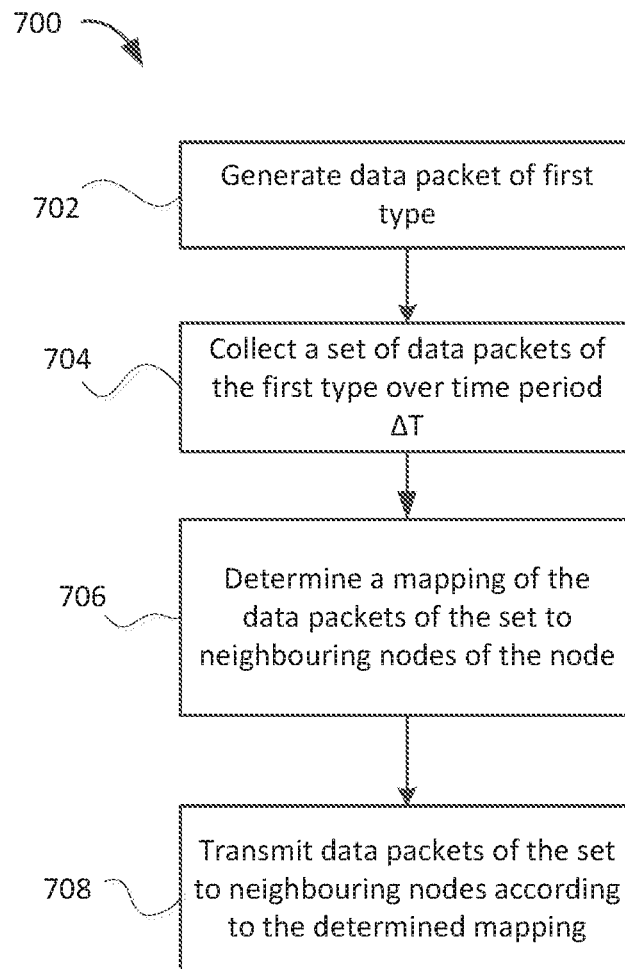 700
702
Generate data packet of first
type
704
Collect a set of data packets of
the first type over time period
ΔT
706
Determine a mapping of the
data packets of the set to
neighbouring nodes of the node
708
Transmit data packets of the set
to neighbouring nodes according
to the determined mapping